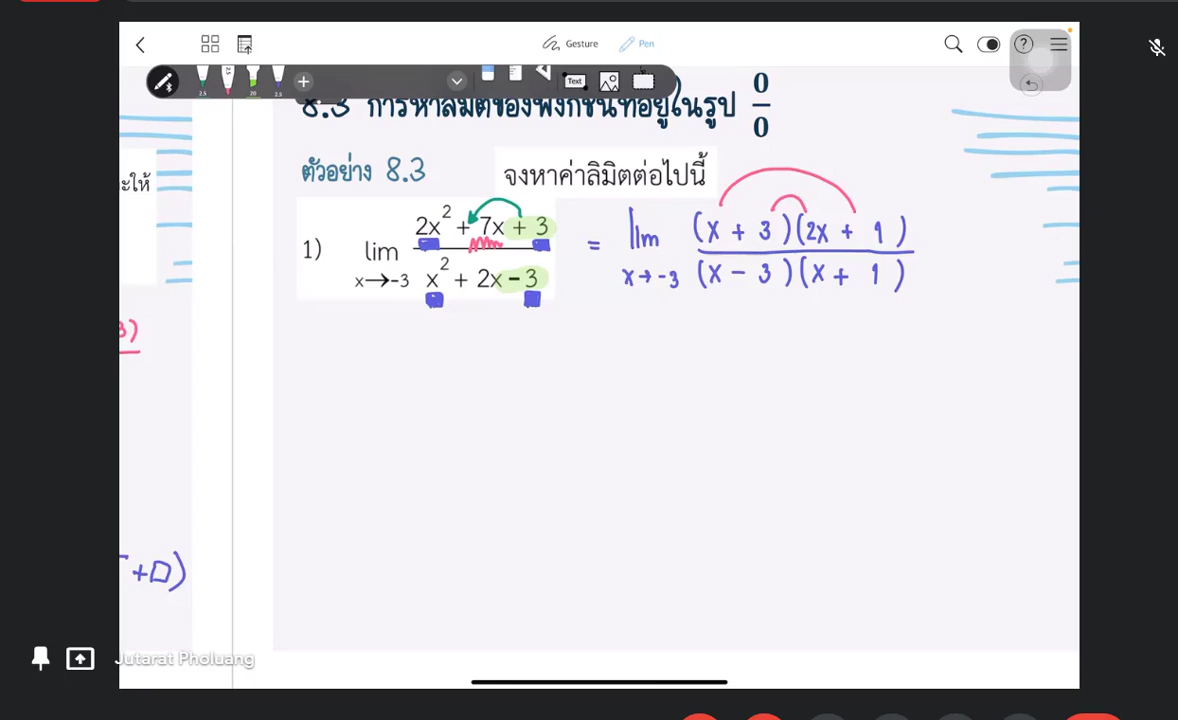 Gesture Pen
Text
8.3 การหาลิมิตของฟังก์ชันที่อยู่ในรูป 0/0
ตัวอย่าง 8.3 จงหาค่าลิมิตต่อไปนี้
1) lim x→-3 (2x² + 7x + 3)/(x² + 2x - 3) = lim x→-3 (x + 3)(2x + 1)/(x - 3)(x + 1)
ะให้
3)
+□)
Jutarat Pholuang